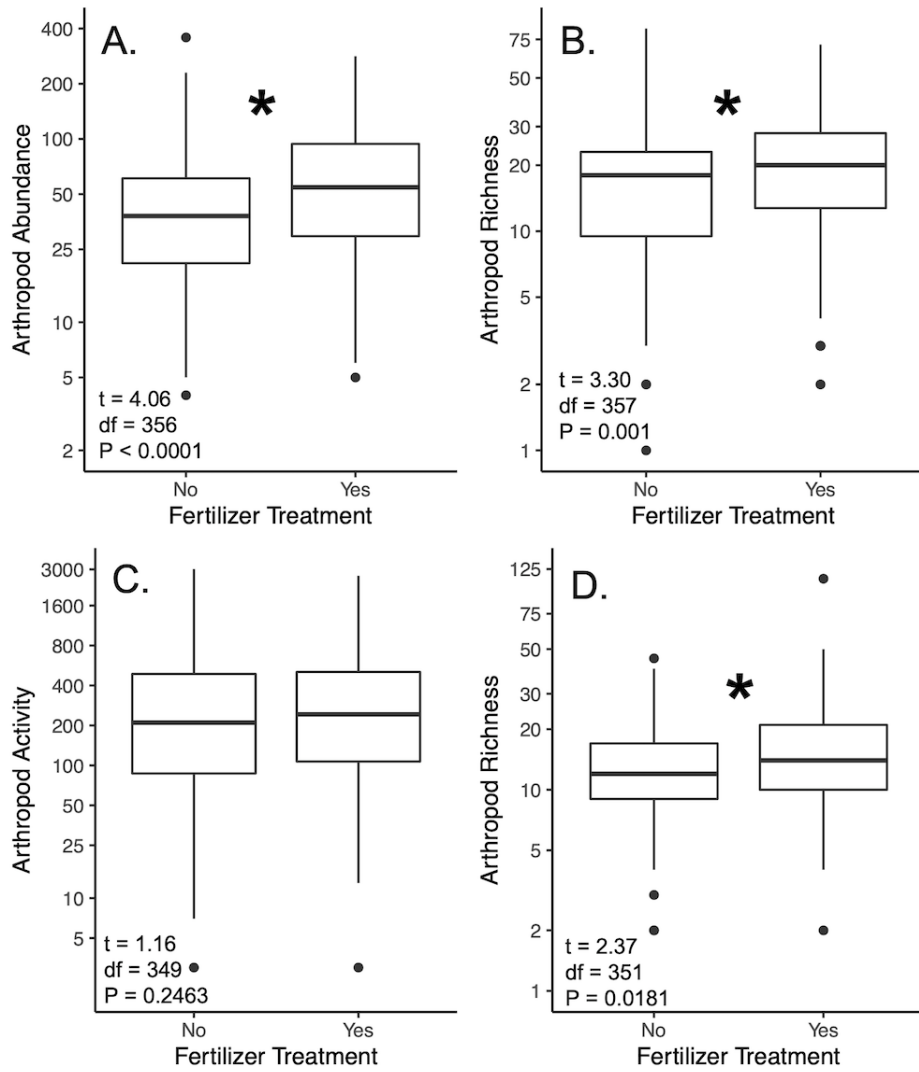 A.
*
Arthropod Abundance
400
200
100
50
25
10
5
2
t = 4.06
df = 356
P < 0.0001
No
Yes
Fertilizer Treatment
B.
*
Arthropod Richness
75
50
30
20
10
5
2
1
t = 3.30
df = 357
P = 0.001
No
Yes
Fertilizer Treatment
C.
Arthropod Activity
3000
1600
800
400
200
100
50
25
10
5
t = 1.16
df = 349
P = 0.2463
No
Yes
Fertilizer Treatment
D.
*
Arthropod Richness
125
75
50
30
20
10
5
2
1
t = 2.37
df = 351
P = 0.0181
No
Yes
Fertilizer Treatment